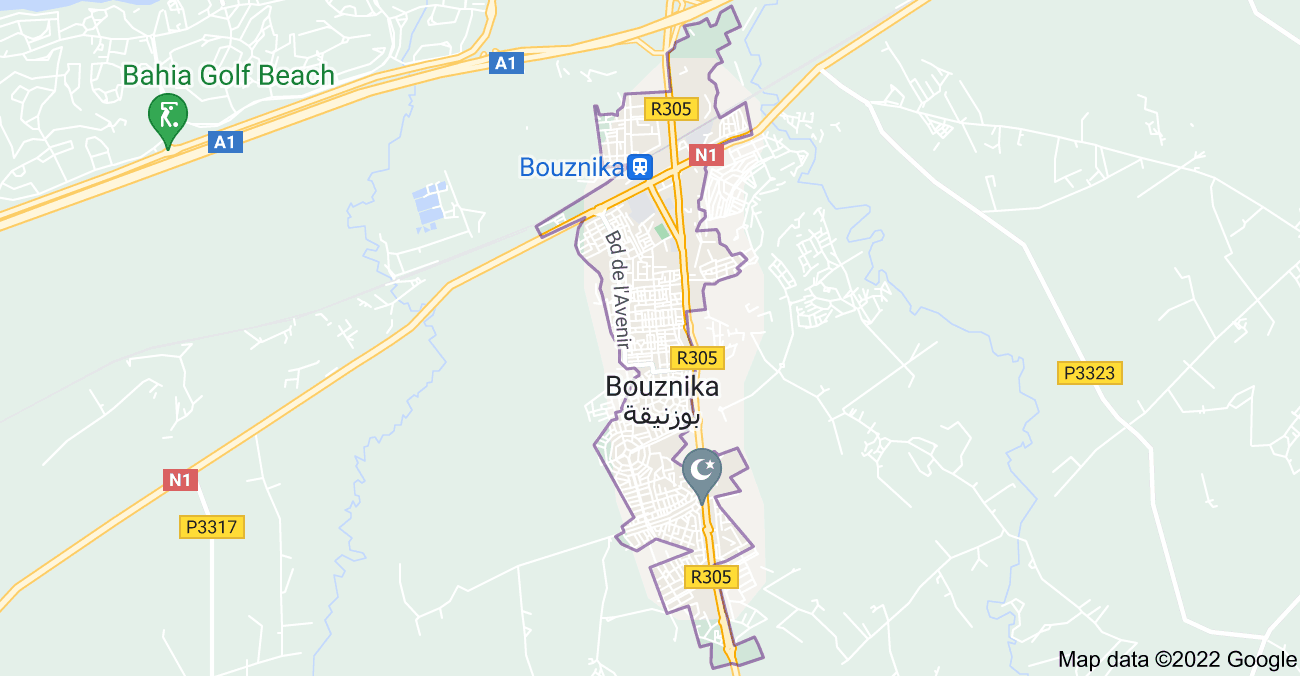 A1
Bahia Golf Beach
R305
A1
N1
Bouznika
Bd de l'Avenir
R305
P3323
Bouznika
بوزنيقة
N1
P3317
R305
Map data ©2022 Google